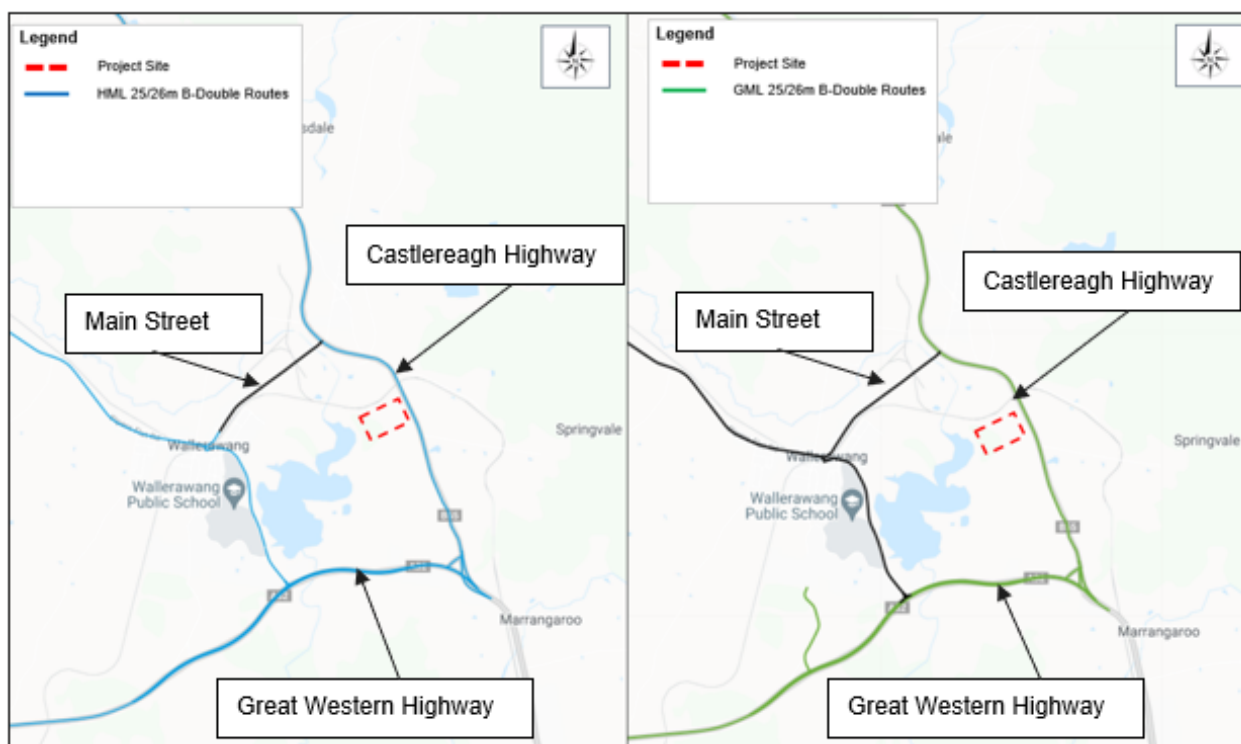 Legend
Project Site
HML 25/26m B-Double Routes
Castlereagh Highway
Main Street
Wallerawang
Wallerawang
Public School
Springvale
Marrangaroo
Great Western Highway
Legend
Project Site
GML 25/26m B-Double Routes
Castlereagh Highway
Main Street
Wallerawang
Wallerawang
Public School
Springvale
Marrangaroo
Great Western Highway